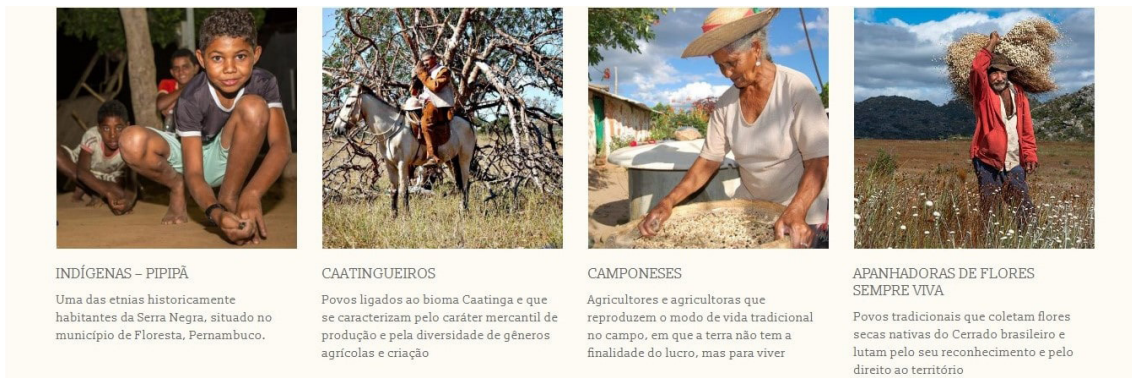 INDÍGENAS – PIPIPÃ
Uma das etnias historicamente
habitantes da Serra Negra, situado no
município de Floresta, Pernambuco.
CAATINGUEIROS
Povos ligados ao bioma Caatinga e que
se caracterizam pelo caráter mercantil de
produção e pela diversidade de gêneros
agrícolas e criação
CAMPONESES
Agricultores e agricultoras que
reproduzem o modo de vida tradicional
no campo, em que a terra não tem a
finalidade do lucro, mas para viver
APANHADORAS DE FLORES
SEMPRE VIVA
Povos tradicionais que coletam flores
secas nativas do Cerrado brasileiro e
lutam pelo seu reconhecimento e pelo
direito ao território